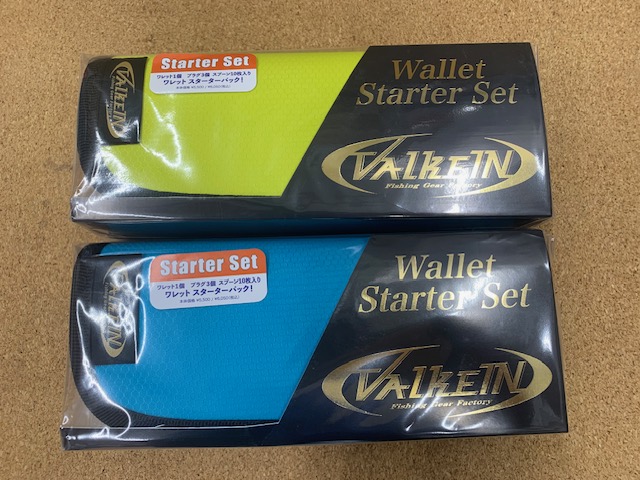 Starter Set
ワレット1個 プラグ3個 スプーン10枚入り
ワレット スターターパック!
VALKEIN
Wallet
Starter Set
VALKEIN
Fishing Gear Factory
Starter Set
ワレット1個 プラグ3個 スプーン10枚入り
ワレット スターターパック!
VALKEIN
Wallet
Starter Set
VALKEIN
Fishing Gear Factory